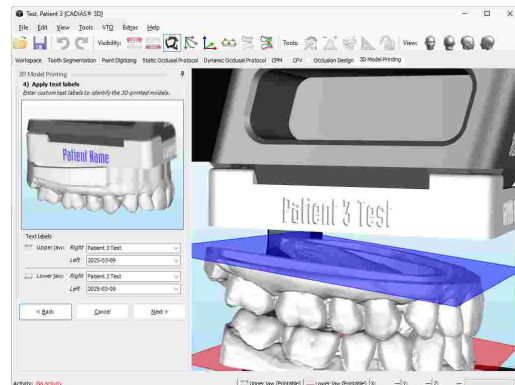 Test, Patient 3 [CADIAS® 3D]
File Edit View Tools VTO Extras Help
Visibility: Tools: View:
Workspace Tooth Segmentation Point Digitizing Static Occlusal Protocol Dynamic Occlusal Protocol CPM CPV Occlusion Design 3D Model Printing
3D Model Printing
4) Apply text labels
Enter custom text labels to identify the 3D-printed models.
Patient Name
Patient 3 Test
Text labels
Upper jaw: Right Patient 3 Test
Left 2025-03-09
Lower jaw: Right Patient 3 Test
Left 2025-03-09
< Back Cancel Next >
Activity: No activity Upper Jaw (Printable) Lower Jaw (Printable) X: Y: Z: